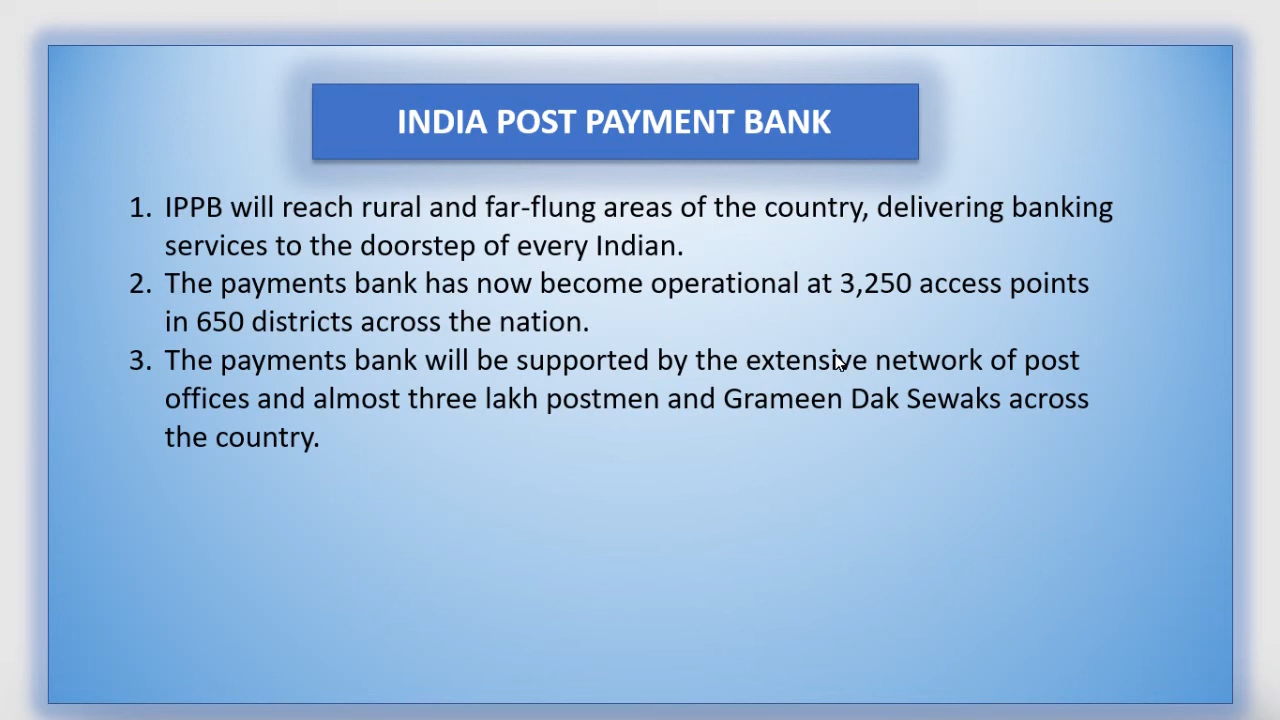 INDIA POST PAYMENT BANK
1. IPPB will reach rural and far-flung areas of the country, delivering banking
services to the doorstep of every Indian.
2. The payments bank has now become operational at 3,250 access points
in 650 districts across the nation.
3. The payments bank will be supported by the extensive network of post
offices and almost three lakh postmen and Grameen Dak Sewaks across
the country.